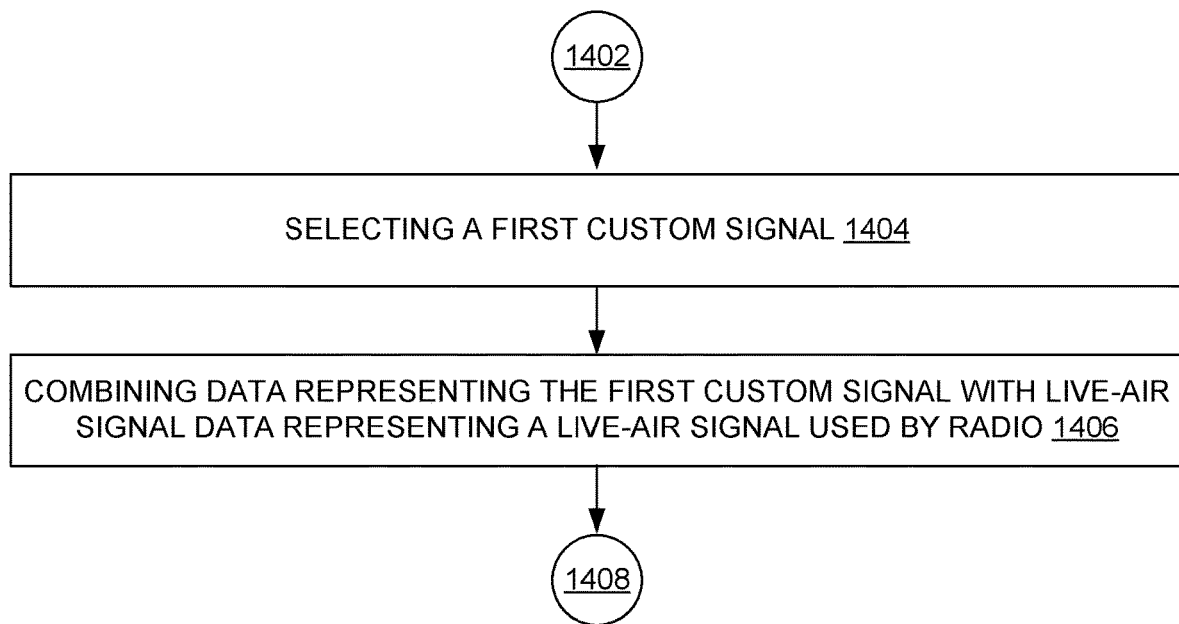 1402
SELECTING A FIRST CUSTOM SIGNAL 1404
COMBINING DATA REPRESENTING THE FIRST CUSTOM SIGNAL WITH LIVE-AIR
SIGNAL DATA REPRESENTING A LIVE-AIR SIGNAL USED BY RADIO 1406
1408